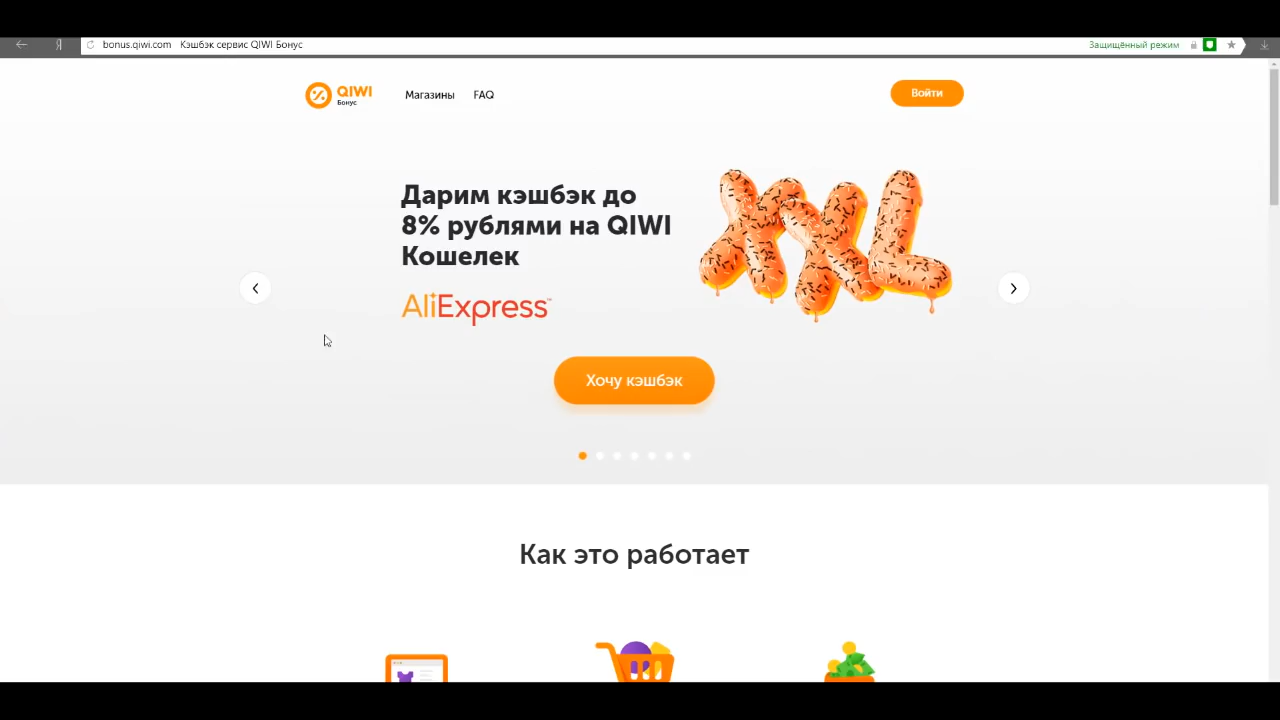 Я bonus.qiwi.com Кэшбэк сервис QIWI Бонус Защищённый режим
QIWI
Бонус
Магазины FAQ
Войти
Дарим кэшбэк до
8% рублями на QIWI
Кошелек
XXL
AliExpress™
Хочу кэшбэк
Как это работает